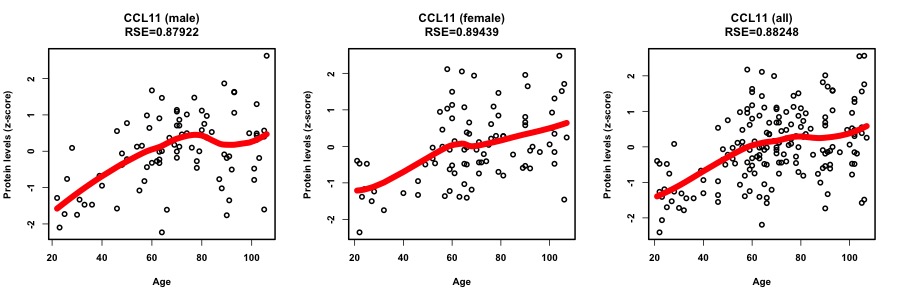 CCL11 (male)
RSE=0.87922
Protein levels (z-score)
2
1
0
-1
-2
20 40 60 80 100
Age
CCL11 (female)
RSE=0.89439
Protein levels (z-score)
2
1
0
-1
-2
20 40 60 80 100
Age
CCL11 (all)
RSE=0.88248
Protein levels (z-score)
2
1
0
-1
-2
20 40 60 80 100
Age